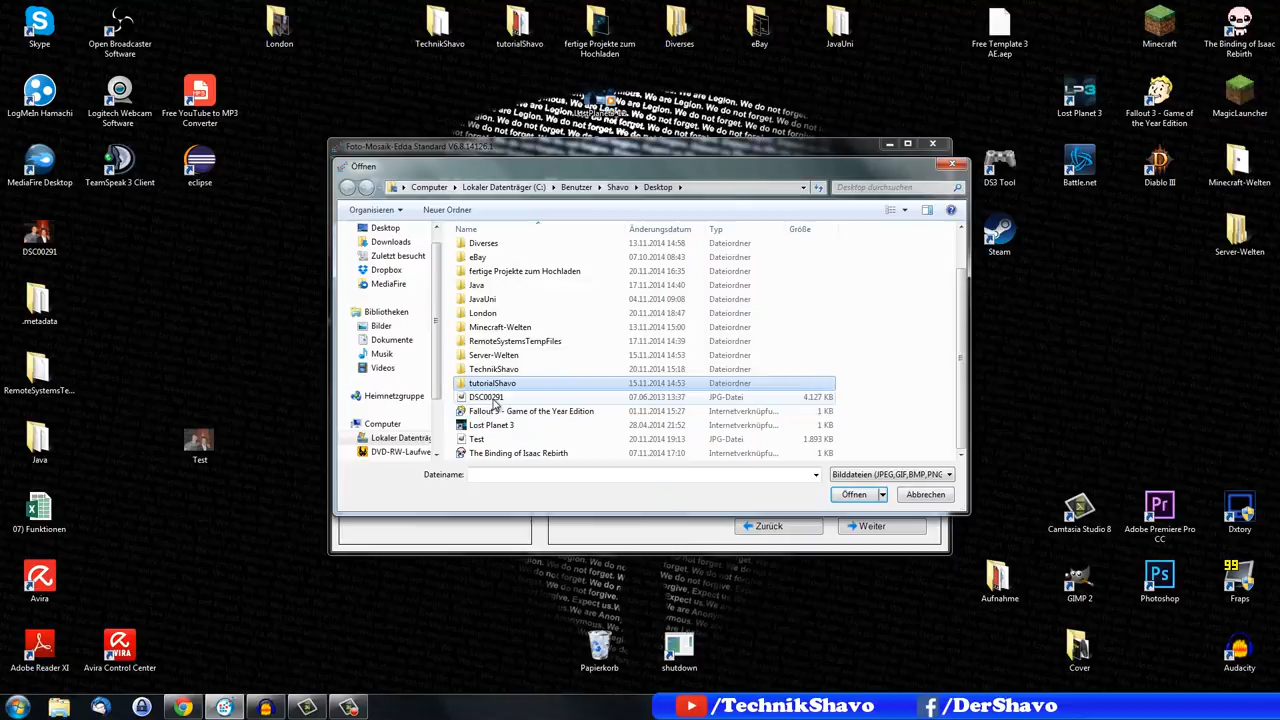 Skype
Open Broadcaster
Software
London
TechnikShavo
tutorialShavo
fertige Projekte zum
Hochladen
Diverses
eBay
JavaUni
Free Template 3
AE.aep
Minecraft
The Binding of Isaac
Rebirth
LogMeIn Hamachi
Logitech Webcam
Software
Free YouTube to MP3
Converter
Lost Planet 3
Fallout 3 - Game of
the Year Edition
MagicLauncher
MediaFire Desktop
TeamSpeak 3 Client
eclipse
DS3 Tool
Battle.net
Diablo III
Minecraft-Welten
DSC00291
Steam
Server-Welten
.metadata
RemoteSystemsTe...
Java
Test
07) Funktionen
Camtasia Studio 8
Adobe Premiere Pro
CC
Dxtory
Avira
Aufnahme
GIMP 2
Photoshop
99
Fraps
Adobe Reader XI
Avira Control Center
Papierkorb
shutdown
Cover
Audacity
Foto-Mosaik-Edda Standard V6.8.14126.1
Öffnen
Computer
Lokaler Datenträger (C:)
Benutzer
Shavo
Desktop
Desktop durchsuchen
Organisieren
Neuer Ordner
Desktop
Downloads
Zuletzt besucht
Dropbox
MediaFire
Bibliotheken
Bilder
Dokumente
Musik
Videos
Heimnetzgruppe
Computer
Lokaler Datenträg
DVD-RW-Laufwe
Name Änderungsdatum Typ Größe
Diverses 13.11.2014 14:58 Dateiordner
eBay 07.10.2014 08:43 Dateiordner
fertige Projekte zum Hochladen 20.11.2014 16:35 Dateiordner
Java 17.11.2014 14:40 Dateiordner
JavaUni 04.11.2014 09:08 Dateiordner
London 20.11.2014 18:47 Dateiordner
Minecraft-Welten 13.11.2014 15:00 Dateiordner
RemoteSystemsTempFiles 17.11.2014 14:39 Dateiordner
Server-Welten 15.11.2014 14:53 Dateiordner
TechnikShavo 20.11.2014 15:18 Dateiordner
tutorialShavo 15.11.2014 14:53 Dateiordner
DSC00291 07.06.2013 13:37 JPG-Datei 4.127 KB
Fallout 3 - Game of the Year Edition 01.11.2014 15:27 Internetverknüpfu... 1 KB
Lost Planet 3 28.04.2014 21:52 Internetverknüpfu... 1 KB
Test 20.11.2014 19:13 JPG-Datei 1.893 KB
The Binding of Isaac Rebirth 07.11.2014 17:10 Internetverknüpfu... 1 KB
Dateiname:
Bilddateien (JPEG,GIF,BMP,PNG
Öffnen
Abbrechen
Zurück
Weiter
/TechnikShavo
/DerShavo